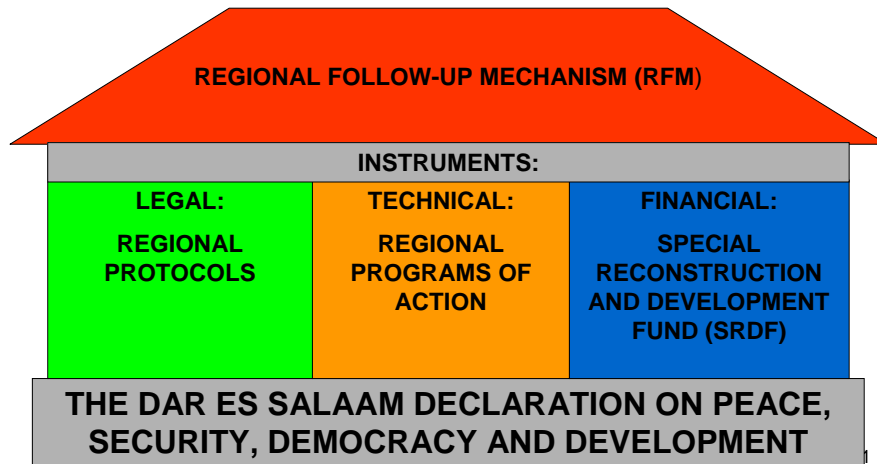 REGIONAL FOLLOW-UP MECHANISM (RFM)
INSTRUMENTS:
LEGAL:
REGIONAL
PROTOCOLS
TECHNICAL:
REGIONAL
PROGRAMS OF
ACTION
FINANCIAL:
SPECIAL
RECONSTRUCTION
AND DEVELOPMENT
FUND (SRDF)
THE DAR ES SALAAM DECLARATION ON PEACE,
SECURITY, DEMOCRACY AND DEVELOPMENT